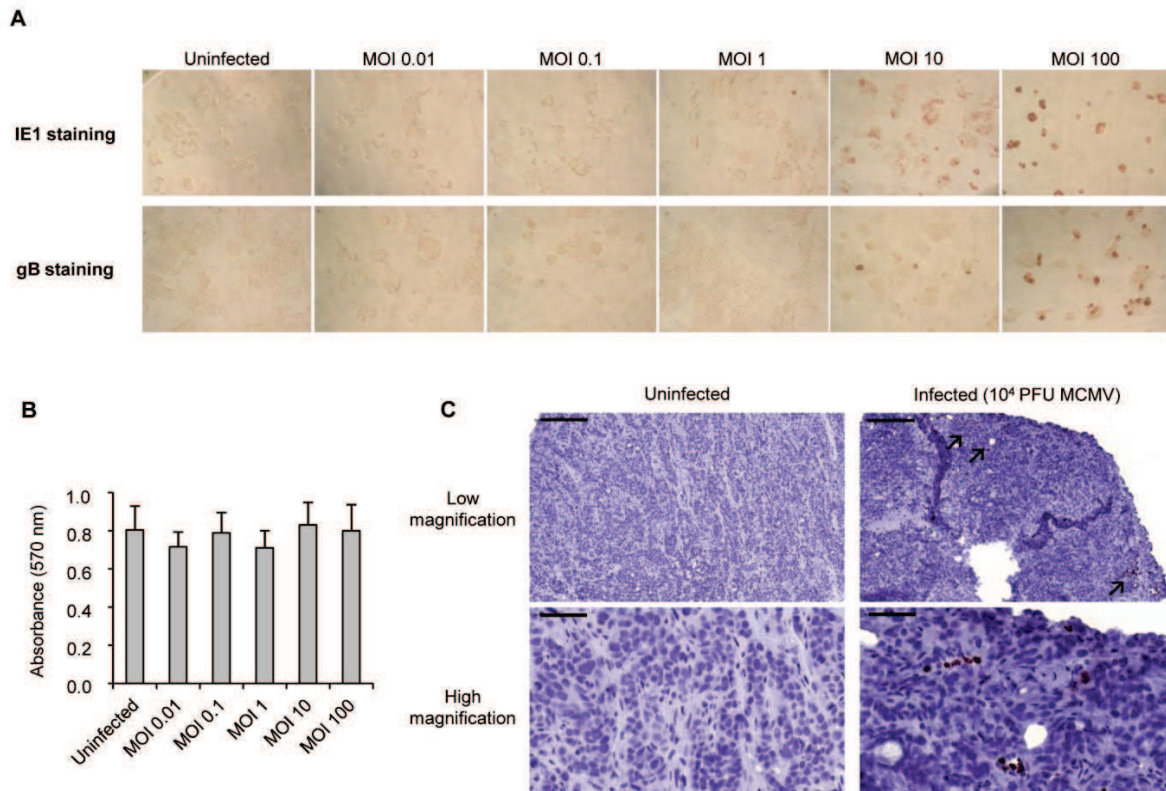 A
Uninfected MOI 0.01 MOI 0.1 MOI 1 MOI 10 MOI 100
IE1 staining
gB staining
B
Absorbance (570 nm)
1.0
0.8
0.6
0.4
0.2
0.0
Uninfected MOI 0.01 MOI 0.1 MOI 1 MOI 10 MOI 100
C
Uninfected Infected (10⁴ PFU MCMV)
Low
magnification
High
magnification